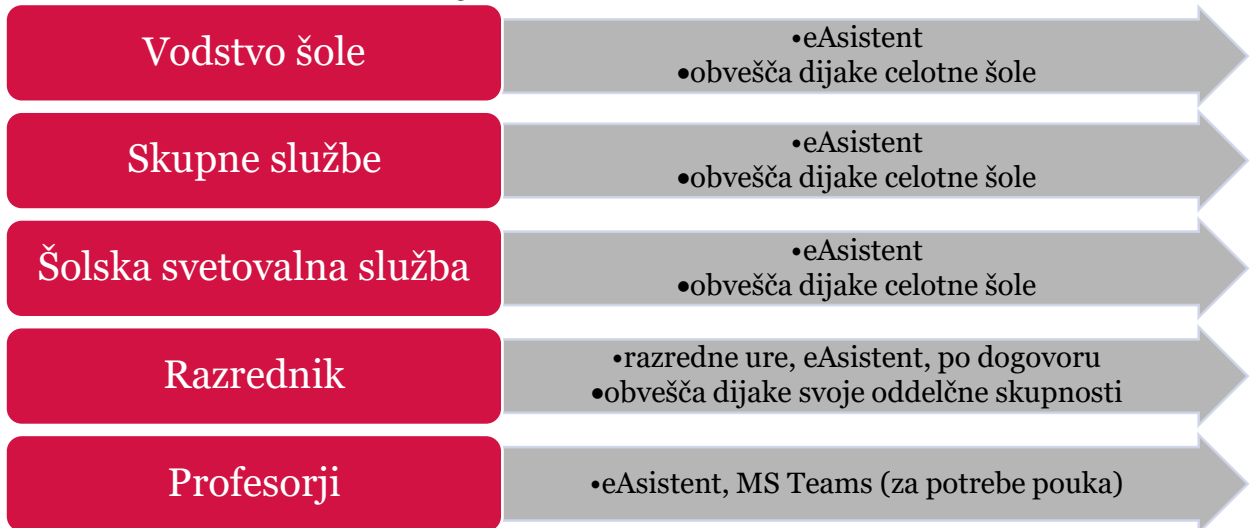 Vodstvo šole
•eAsistent
•obvešča dijake celotne šole
Skupne službe
•eAsistent
•obvešča dijake celotne šole
Šolska svetovalna služba
•eAsistent
•obvešča dijake celotne šole
Razrednik
•razredne ure, eAsistent, po dogovoru
•obvešča dijake svoje oddelčne skupnosti
Profesorji
•eAsistent, MS Teams (za potrebe pouka)